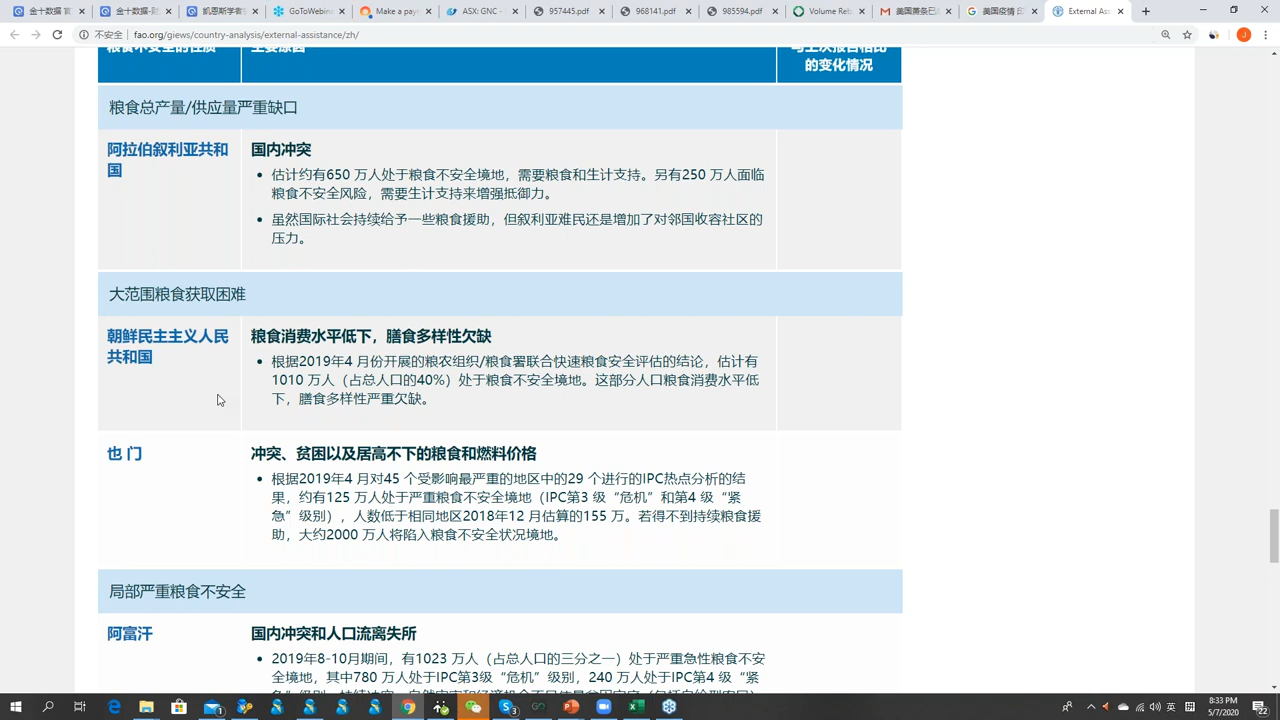 金十数据 官
金十数据-财
凯恩斯学者
GoToWebina
Make a pay
ASX: GNC -
957445.pdf
968141.pdf
985594.pdf
Volume Ret
美国萧条已
美国疫情 的
External Ass
不安全 | fao.org/giews/country-analysis/external-assistance/zh/
粮食不安全的性质
主要原因
与上次报告相比
的变化情况
粮食总产量/供应量严重缺口
阿拉伯叙利亚共和
国
国内冲突
估计约有650 万人处于粮食不安全境地，需要粮食和生计支持。另有250 万人面临
粮食不安全风险，需要生计支持来增强抵御力。
虽然国际社会持续给予一些粮食援助，但叙利亚难民还是增加了对邻国收容社区的
压力。
大范围粮食获取困难
朝鲜民主主义人民
共和国
粮食消费水平低下，膳食多样性欠缺
根据2019年4 月份开展的粮农组织/粮食署联合快速粮食安全评估的结论，估计有
1010 万人（占总人口的40%）处于粮食不安全境地。这部分人口粮食消费水平低
下，膳食多样性严重欠缺。
也 门
冲突、贫困以及居高不下的粮食和燃料价格
根据2019年4 月对45 个受影响最严重的地区中的29 个进行的IPC热点分析的结
果，约有125 万人处于严重粮食不安全境地（IPC第3 级“危机”和第4 级“紧
急”级别），人数低于相同地区2018年12 月估算的155 万。若得不到持续粮食援
助，大约2000 万人将陷入粮食不安全状况境地。
局部严重粮食不安全
阿富汗
国内冲突和人口流离失所
2019年8-10月期间，有1023 万人（占总人口的三分之一）处于严重急性粮食不安
全境地，其中780 万人处于IPC第3级“危机”级别，240 万人处于IPC第4 级“紧
英
8:33 PM
5/7/2020
22